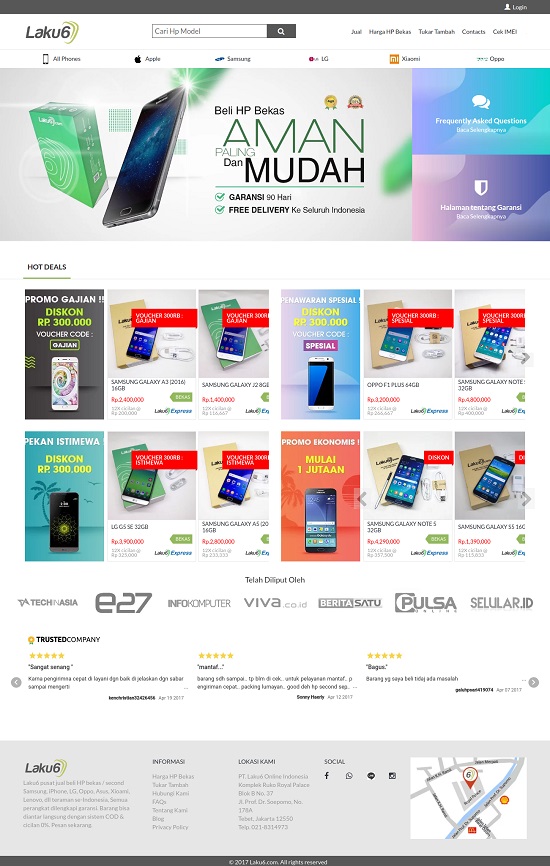 Login
Laku6
Cari Hp Model
Jual Harga HP Bekas Tukar Tambah Contacts Cek IMEI
All Phones Apple Samsung LG Xiaomi Oppo
Beli HP Bekas
AMAN
PALING
Dan MUDAH
GARANSI 90 Hari
FREE DELIVERY Ke Seluruh Indonesia
Frequently Asked Questions
Baca Selengkapnya
Halaman tentang Garansi
Baca Selengkapnya
HOT DEALS
PROMO GAJIAN !!
DISKON
RP. 300.000
VOUCHER CODE :
GAJIAN
VOUCHER 300RB :
GAJIAN
SAMSUNG GALAXY A3 (2016)
16GB
Rp.2,400,000
BEKAS
12X cicilan @
Rp 200,000
Laku6Express
VOUCHER 300RB :
GAJIAN
SAMSUNG GALAXY J2 8GB
Rp.1,400,000
12X cicilan @
Rp 116,667
Laku6
PENAWARAN SPESIAL !
DISKON
RP. 300.000
VOUCHER CODE :
SPESIAL
VOUCHER 300RB :
SPESIAL
OPPO F1 PLUS 64GB
Rp.3,200,000
BEKAS
12X cicilan @
Rp 266,667
Laku6Express
VOUCHER 300RB :
SPESIAL
SAMSUNG GALAXY NOTE
Rp.4,800,000
12X cicilan @
Rp 400,000
Laku6
PEKAN ISTIMEWA !
DISKON
RP. 300.000
VOUCHER 300RB :
ISTIMEWA
LG G5 SE 32GB
Rp.3,900,000
BEKAS
12X cicilan @
Rp 325,000
Laku6Express
VOUCHER 300RB :
ISTIMEWA
SAMSUNG GALAXY A5 (20
16GB
Rp.2,800,000
12X cicilan @
Rp 233,333
Laku6
PROMO EKONOMIS !
MULAI
1 JUTAAN
DISKON
SAMSUNG GALAXY NOTE 5
32GB
Rp.4,290,000
BEKAS
12X cicilan @
Rp 357,500
Laku6Express
DISKON
SAMSUNG GALAXY S5 16G
Rp.1,390,000
12X cicilan @
Rp 115,833
Laku6
Telah Diliput Oleh
TECHINASIA e27 INFOKOMPUTER VIVA.co.id BERITASATU PULSA ONLINE SELULAR.ID
TRUSTEDCOMPANY
"Sangat senang "
Karna pengirimna cepat di layani dgn baik di jelaskan dgn sabar
sampai mengerti
kenchristian32426456 Apr 19 2017
"mantaf..."
barang sdh sampai.. tp blm di cek.. untuk pelayanan mantaf.. p
engiriman cepat.. packing lumayan.. good deh hp second sep...
Sonny Haerly Apr 12 2017
"Bagus."
Barang yg saya beli tidaj ada masalah
galuhpsari419074 Apr 07 2017
Laku6
Laku6 pusat jual beli HP bekas / second
Samsung, iPhone, LG, Oppo, Asus, Xiaomi,
Lenovo, dll teraman se-Indonesia. Semua
perangkat dilengkapi garansi. Barang bisa
diantar langsung dengan sistem COD &
cicilan 0%. Pesan sekarang.
INFORMASI
Harga HP Bekas
Tukar Tambah
Hubungi Kami
FAQs
Tentang Kami
Blog
Privacy Policy
LOKASI KAMI
PT. Laku6 Online Indonesia
Komplek Ruko Royal Palace
Blok B No. 37
Jl. Prof. Dr. Soepomo, No.
178A
Tebet, Jakarta 12550
Telp. 021-8314973
SOCIAL
© 2017 Laku6.com. All rights reserved